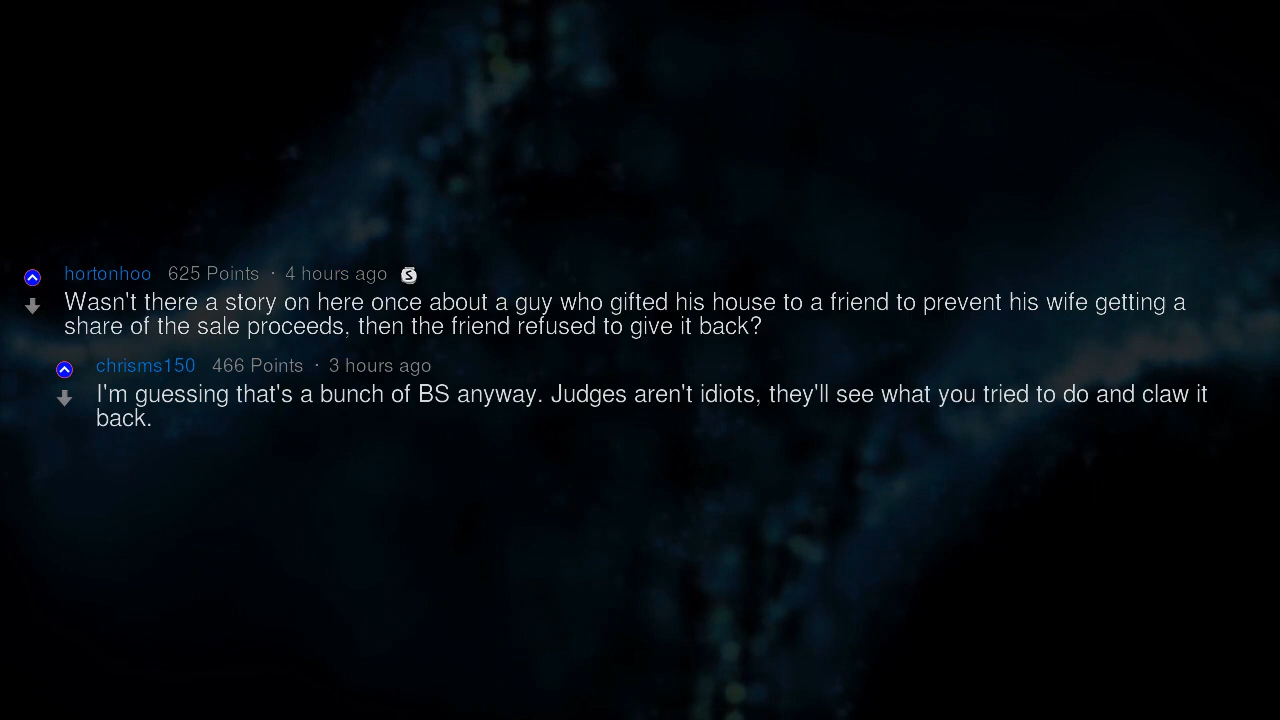 hortonhoo 625 Points · 4 hours ago S
Wasn't there a story on here once about a guy who gifted his house to a friend to prevent his wife getting a
share of the sale proceeds, then the friend refused to give it back?
chrisms150 466 Points · 3 hours ago
I'm guessing that's a bunch of BS anyway. Judges aren't idiots, they'll see what you tried to do and claw it
back.